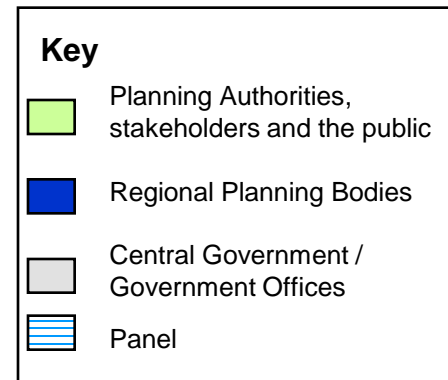 Key
Planning Authorities,
stakeholders and the public
Regional Planning Bodies
Central Government /
Government Offices
Panel